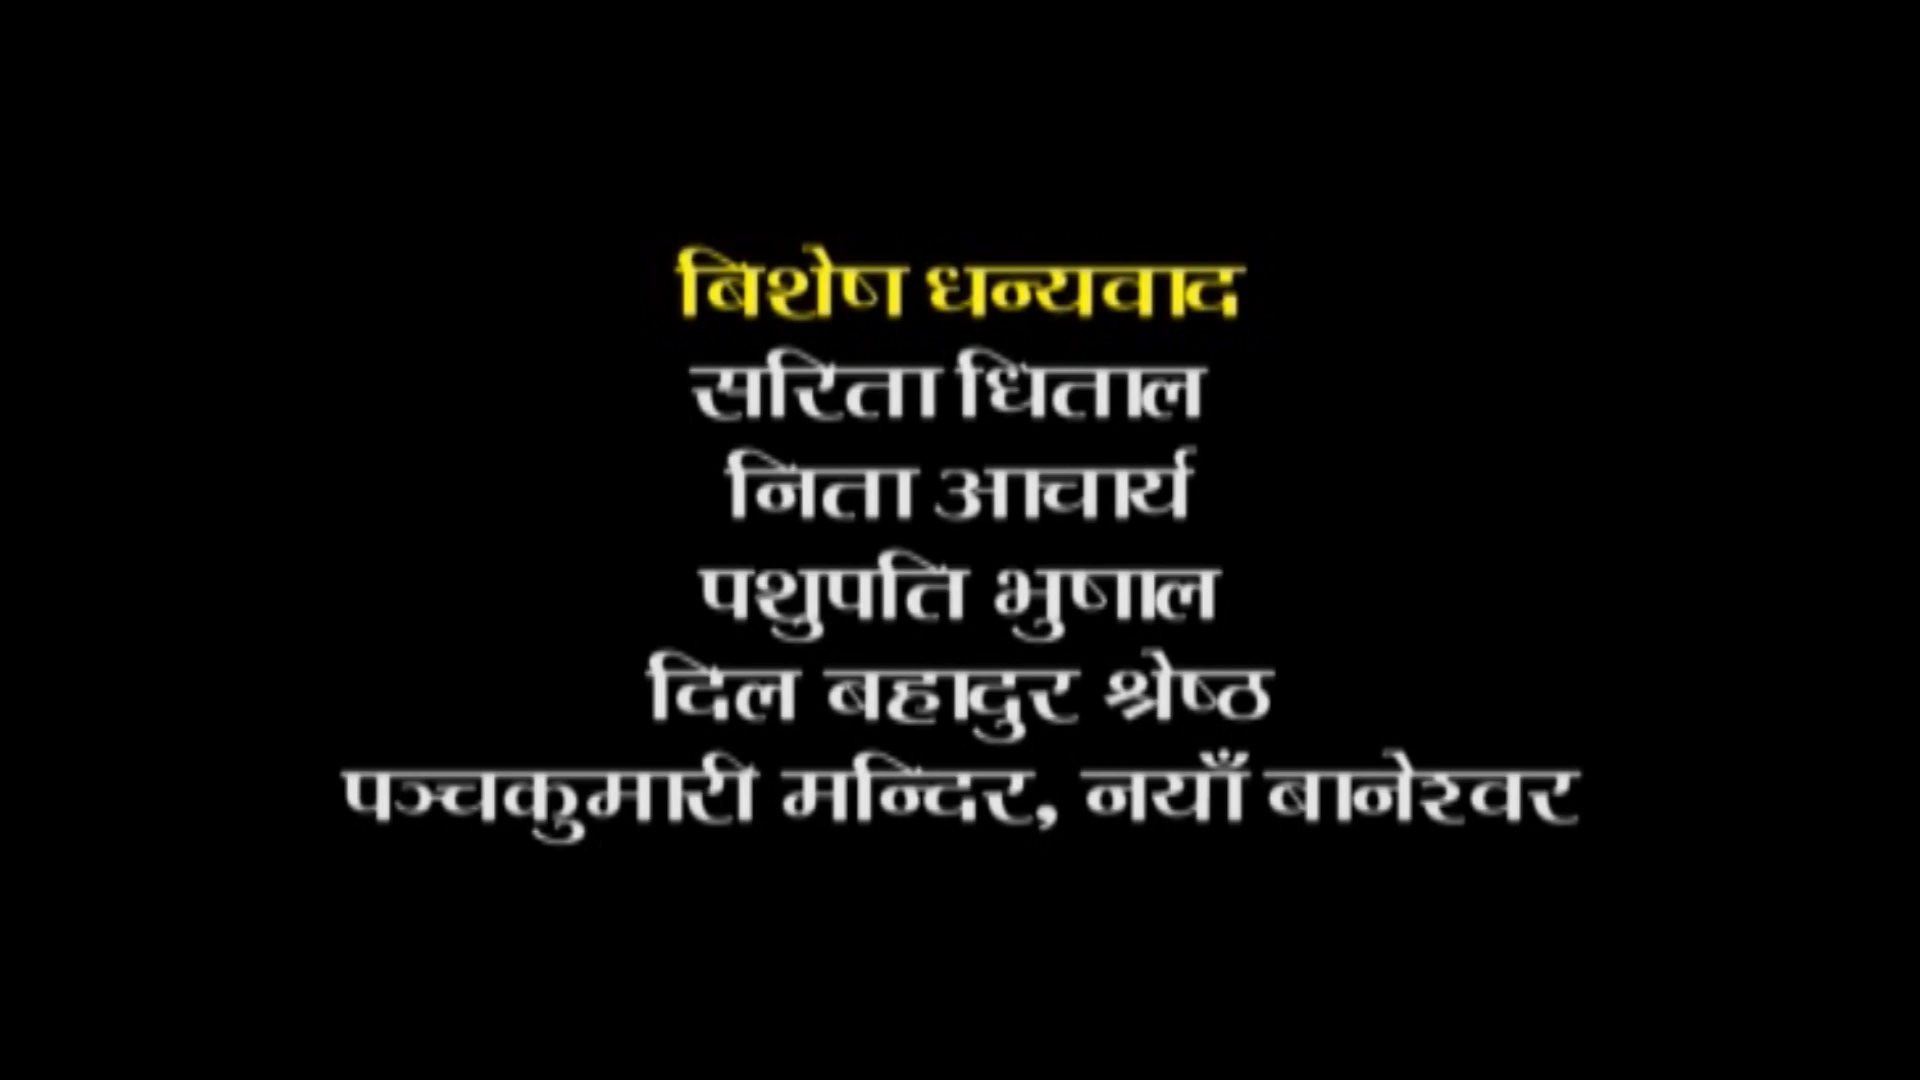 बिशेष धन्यवाद
सरिता धिताल
निता आचार्य
पशुपति भुषाल
दिल बहादुर श्रेष्ठ
पञ्चकुमारी मन्दिर, नयाँ बानेश्वर